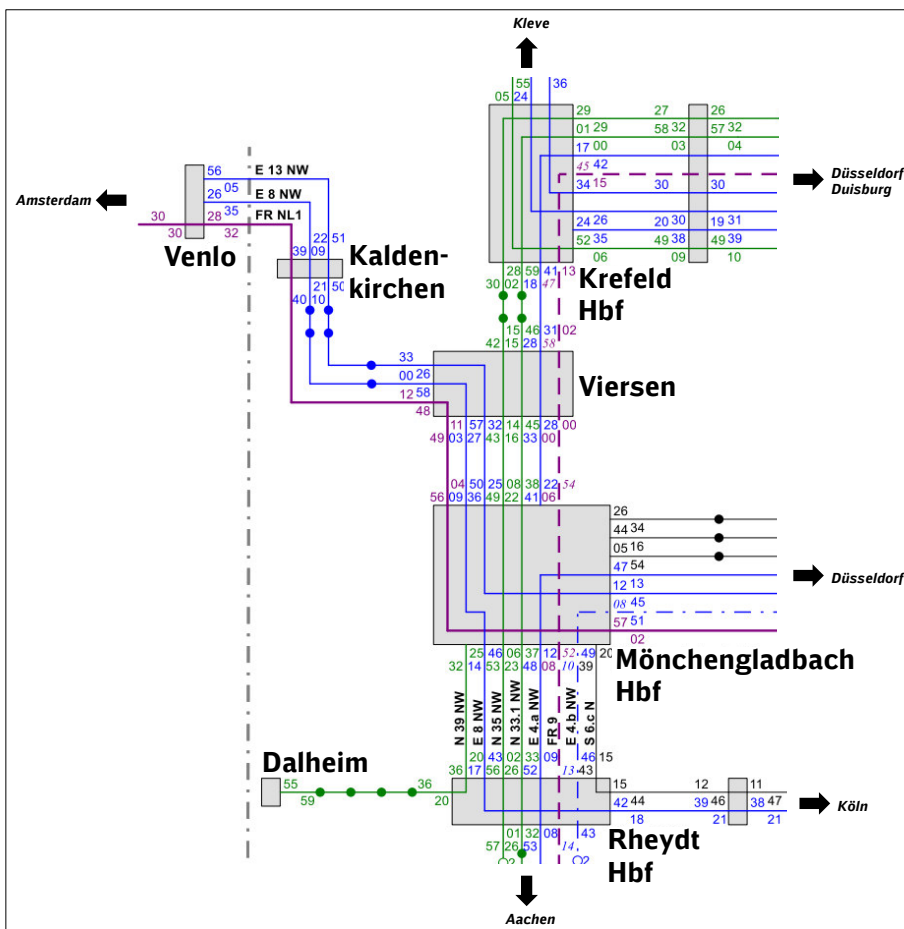 Kleve
55
36
05 24
29 27 26
01 29 58 32 57 32
17 00 03 04
45 42
34 15 30 30
Düsseldorf
Duisburg
24 26 20 30 19 31
52 35 49 38 49 39
06 09 10
56 E 13 NW
05
26 E 8 NW
35
Amsterdam
30 28 FR NL1
30 32
Venlo
22 51
39 09
Kalden-
kirchen
21 50
40 10
28 59 41 13
30 02 18 47
Krefeld
Hbf
15 46 31 02
42 15 28 58
33
00 26
12 58
48
Viersen
11 57 32 14 45 28 00
49 03 27 43 16 33 00
04 50 25 08 38 22 54
56 09 36 49 22 41 06
26
44 34
05 16
47 54
12 13
08 45
57 51
02
Düsseldorf
Mönchengladbach
Hbf
25 46 06 37 12 52 49 20
32 14 53 23 48 08 10 39
N 39 NW
E 8 NW
N 35 NW
N 33.1 NW
E 4.a NW
FR 9
E 4.b NW
S 6.c N
20 43 02 33 09 46 15
36 17 56 26 52 13 43
Dalheim
55 36
59 20
15 12 11
42 44 39 46 38 47
18 21 21
Köln
Rheydt
Hbf
01 32 08 43
57 26 53 14
Aachen